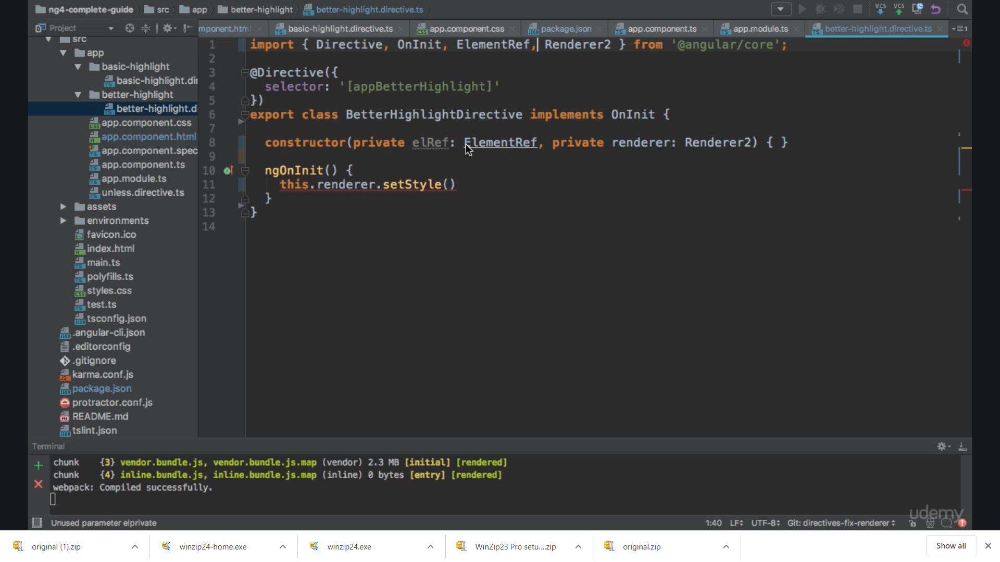 ng4-complete-guide src app better-highlight better-highlight.directive.ts VCS VCS
Project mponent.htm basic-highlight.directive.ts app.component.css package.json app.component.ts app.module.ts better-highlight.directive.ts 1
src
app
basic-highlight
basic-highlight.di
better-highlight
better-highlight.d
app.component.css
app.component.html
app.component.spec
app.component.ts
app.module.ts
unless.directive.ts
assets
environments
favicon.ico
index.html
main.ts
polyfills.ts
styles.css
test.ts
tsconfig.json
.angular-cli.json
.editorconfig
.gitignore
karma.conf.js
package.json
protractor.conf.js
README.md
tslint.json
1 import { Directive, OnInit, ElementRef, Renderer2 } from '@angular/core';
2
3 @Directive({
4 selector: '[appBetterHighlight]'
5 })
6 export class BetterHighlightDirective implements OnInit {
7
8 constructor(private elRef: ElementRef, private renderer: Renderer2) { }
9
10 ngOnInit() {
11 this.renderer.setStyle()
12 }
13 }
14
Terminal
chunk {3} vendor.bundle.js, vendor.bundle.js.map (vendor) 2.3 MB [initial] [rendered]
chunk {4} inline.bundle.js, inline.bundle.js.map (inline) 0 bytes [entry] [rendered]
webpack: Compiled successfully.
udemy
Unused parameter elprivate 1:40 LF UTF-8 Git: directives-fix-renderer
original (1).zip winzip24-home.exe winzip24.exe WinZip23 Pro setu....zip original.zip Show all